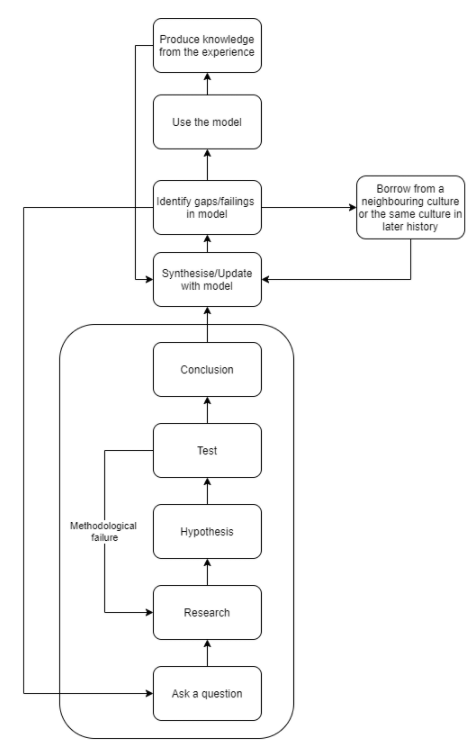 Produce knowledge
from the experience
Use the model
Identify gaps/failings
in model
Borrow from a
neighbouring culture
or the same culture in
later history
Synthesise/Update
with model
Conclusion
Test
Methodological
failure
Hypothesis
Research
Ask a question